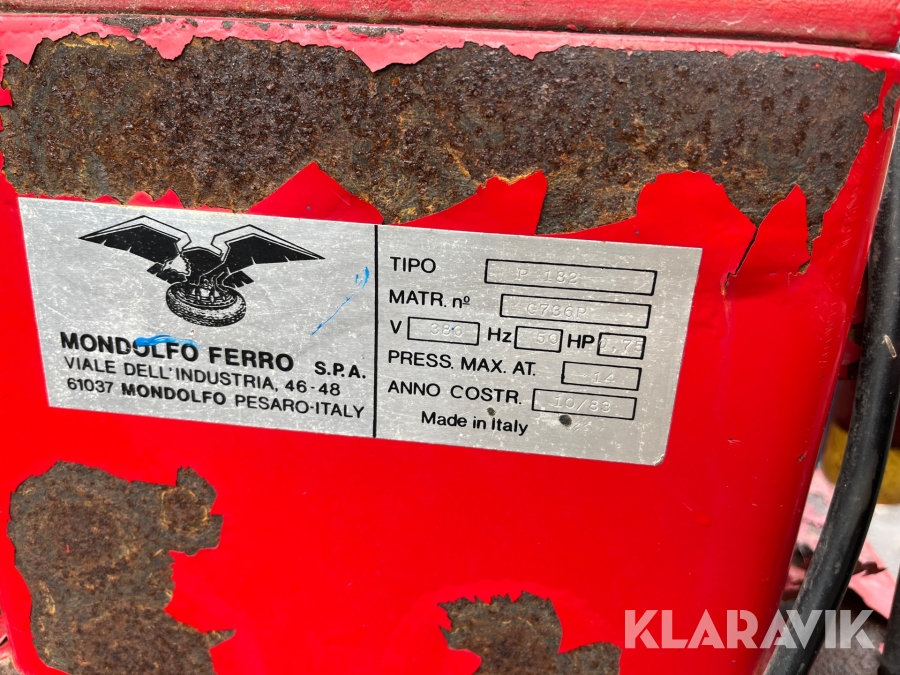 MONDOLFO FERRO S.P.A.
VIALE DELL'INDUSTRIA, 46-48
61037 MONDOLFO PESARO-ITALY
TIPO P 182
MATR. nº
V 380 Hz 50 HP 0,75
PRESS. MAX. AT. 14
ANNO COSTR. 10/83
Made in Italy
KLARAVIK